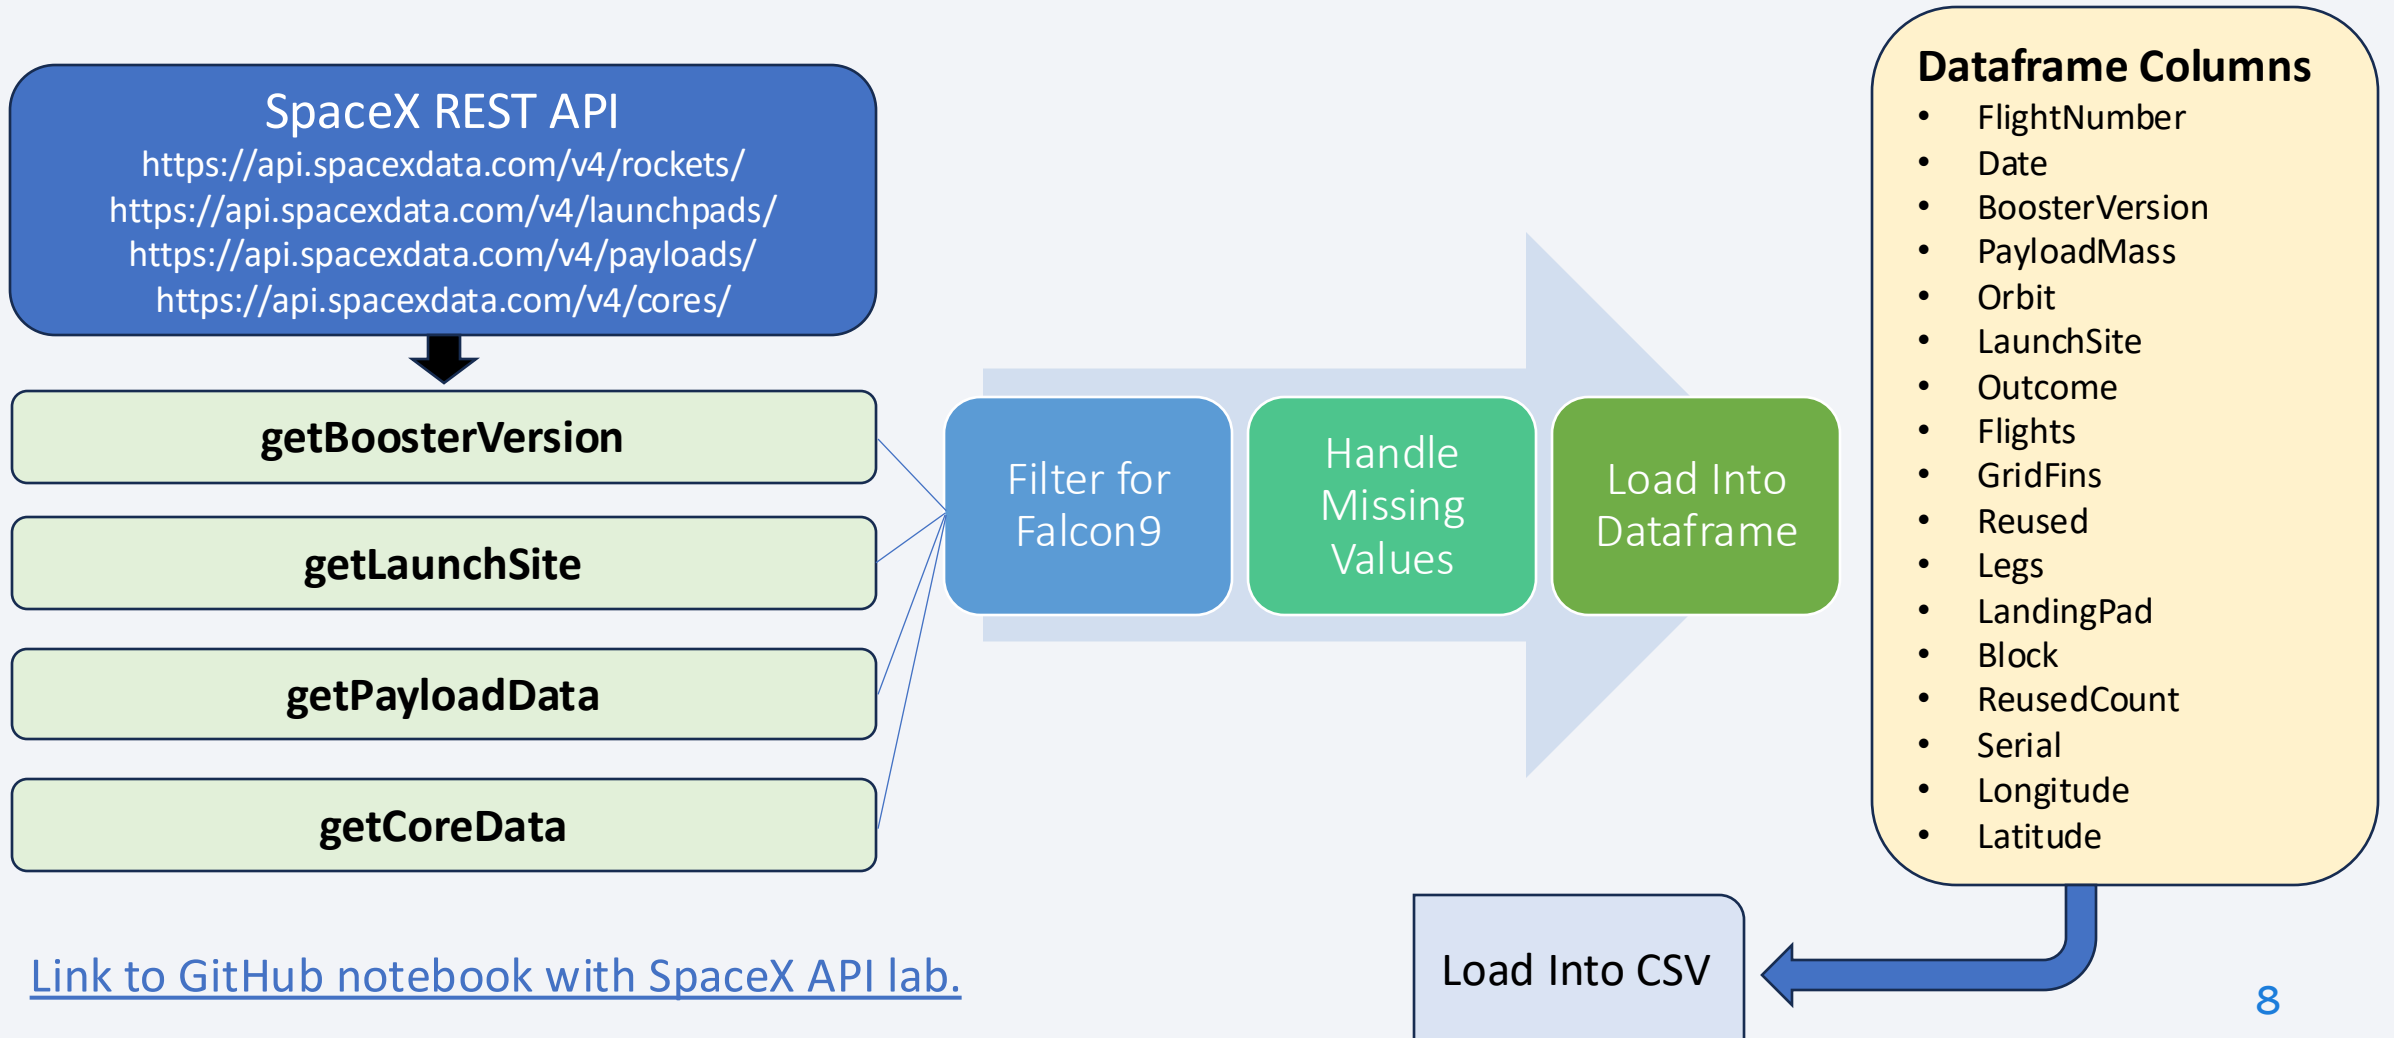 SpaceX REST API
https://api.spacexdata.com/v4/rockets/
https://api.spacexdata.com/v4/launchpads/
https://api.spacexdata.com/v4/payloads/
https://api.spacexdata.com/v4/cores/
getBoosterVersion
getLaunchSite
getPayloadData
getCoreData
Filter for
Falcon9
Handle
Missing
Values
Load Into
Dataframe
Dataframe Columns
• FlightNumber
• Date
• BoosterVersion
• PayloadMass
• Orbit
• LaunchSite
• Outcome
• Flights
• GridFins
• Reused
• Legs
• LandingPad
• Block
• ReusedCount
• Serial
• Longitude
• Latitude
Load Into CSV
Link to GitHub notebook with SpaceX API lab.
8